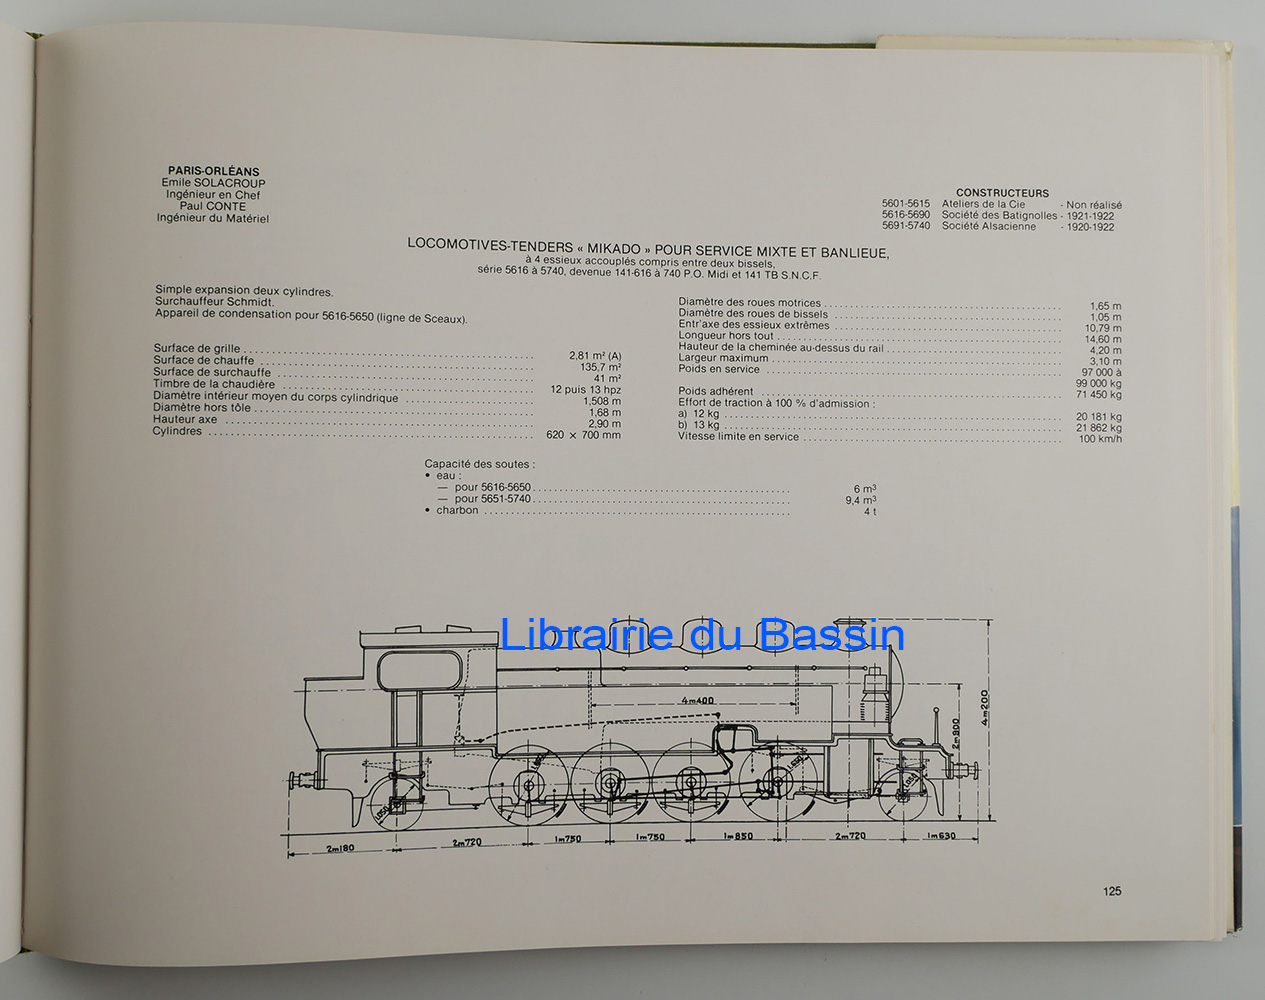 PARIS-ORLÉANS
Emile SOLACROUP
Ingénieur en Chef
Paul CONTE
Ingénieur du Matériel
CONSTRUCTEURS
5601-5615 Ateliers de la Cie - Non réalisé
5616-5690 Société des Batignolles - 1921-1922
5691-5740 Société Alsacienne - 1920-1922
LOCOMOTIVES-TENDERS « MIKADO » POUR SERVICE MIXTE ET BANLIEUE,
à 4 essieux accouplés compris entre deux bissels,
série 5616 à 5740, devenue 141-616 à 740 P.O. Midi et 141 TB S.N.C.F.
Simple expansion deux cylindres.
Surchauffeur Schmidt.
Appareil de condensation pour 5616-5650 (ligne de Sceaux).
Surface de grille 2,81 m² (A)
Surface de chauffe 135,7 m²
Surface de surchauffe 41 m²
Timbre de la chaudière 12 puis 13 hpz
Diamètre intérieur moyen du corps cylindrique 1,508 m
Diamètre hors tôle 1,68 m
Hauteur axe 2,90 m
Cylindres 620 × 700 mm
Diamètre des roues motrices 1,65 m
Diamètre des roues de bissels 1,05 m
Entr'axe des essieux extrêmes 10,79 m
Longueur hors tout 14,60 m
Hauteur de la cheminée au-dessus du rail 4,20 m
Largeur maximum 3,10 m
Poids en service 97 000 à
99 000 kg
Poids adhérent 71 450 kg
Effort de traction à 100 % d'admission :
a) 12 kg 20 181 kg
b) 13 kg 21 862 kg
Vitesse limite en service 100 km/h
Capacité des soutes :
• eau :
— pour 5616-5650 6 m³
— pour 5651-5740 9,4 m³
• charbon 4 t
Librairie du Bassin
4m400
2m900
4m200
1.050
1.650
1.650
1.050
2m180
2m720
1m750
1m750
1m850
2m720
1m630
125